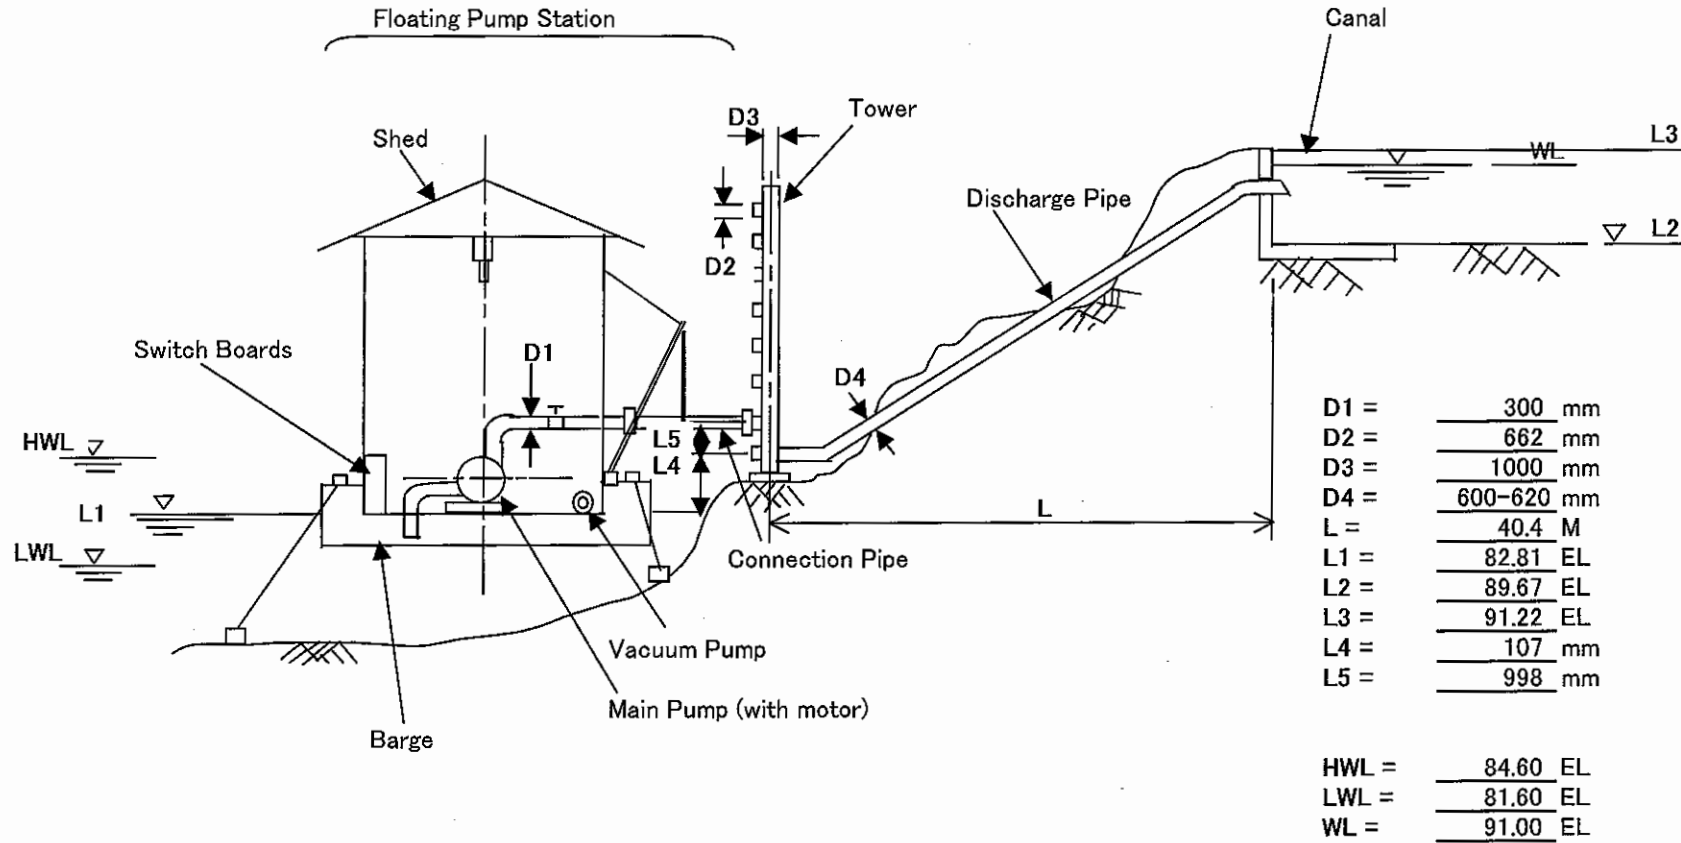 Floating Pump Station
Canal
Tower
D3
Shed
L3
WL
Discharge Pipe
L2
D2
Switch Boards
D1
D4
HWL
L5
L4
L1
L
LWL
Connection Pipe
Vacuum Pump
Main Pump (with motor)
Barge
D1 = 300 mm
D2 = 662 mm
D3 = 1000 mm
D4 = 600-620 mm
L = 40.4 M
L1 = 82.81 EL
L2 = 89.67 EL
L3 = 91.22 EL
L4 = 107 mm
L5 = 998 mm
HWL = 84.60 EL
LWL = 81.60 EL
WL = 91.00 EL